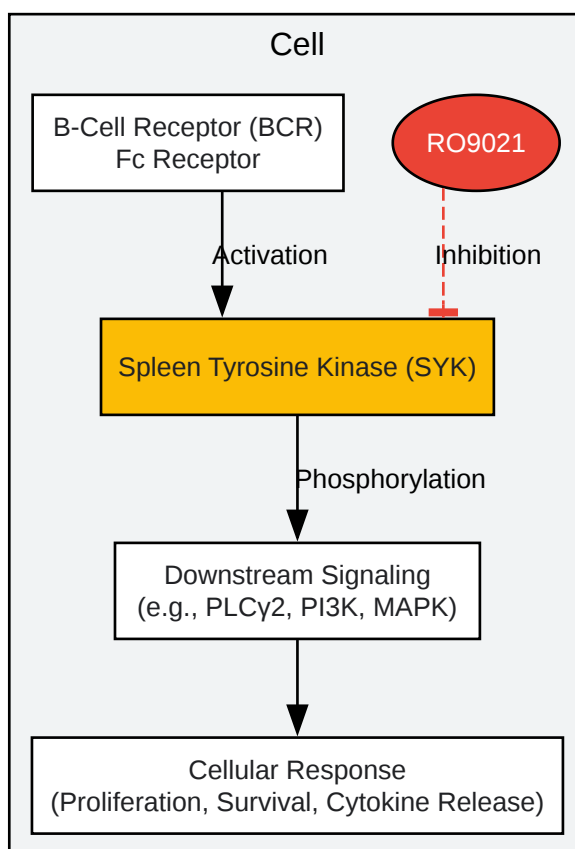 Cell
B-Cell Receptor (BCR)
Fc Receptor
RO9021
Activation
Inhibition
Spleen Tyrosine Kinase (SYK)
Phosphorylation
Downstream Signaling
(e.g., PLCγ2, PI3K, MAPK)
Cellular Response
(Proliferation, Survival, Cytokine Release)